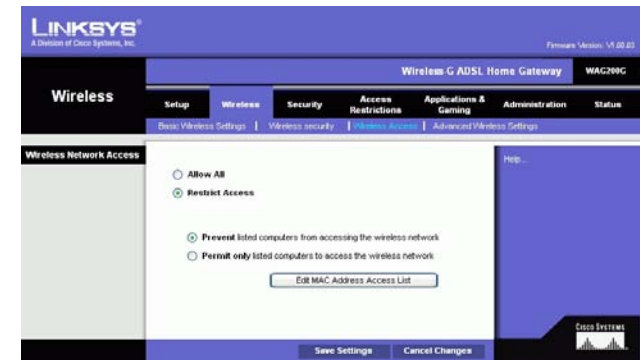 LINKSYS®
A Division of Cisco Systems, Inc.
Firmware Version: V1.00.03
Wireless-G ADSL Home Gateway WAG200G
Wireless
Setup Wireless Security Access Restrictions Applications & Gaming Administration Status
Basic Wireless Settings | Wireless security | Wireless Access | Advanced Wireless Settings
Wireless Network Access
Help...
Allow All
Restrict Access
Prevent listed computers from accessing the wireless network
Permit only listed computers to access the wireless network
Edit MAC Address Access List
CISCO SYSTEMS
Save Settings Cancel Changes